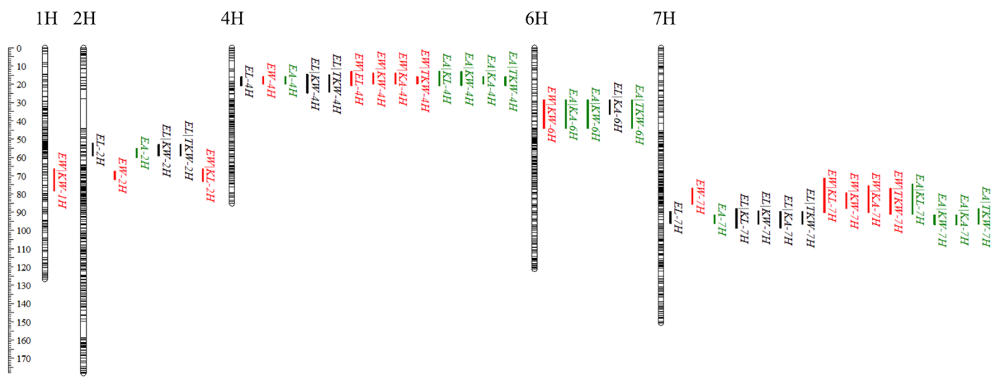 1H 2H 4H 6H 7H
0
10
20
30
40
50
60
70
80
90
100
110
120
130
140
150
160
170
EW|KW-1H
EL-2H
EW-2H
EA-2H
EL|KW-2H
EL|TKW-2H
EW|KL-2H
EL-4H
EW-4H
EA-4H
EL|KW-4H
EL|TKW-4H
EW|EL-4H
EW|KW-4H
EW|KA-4H
EW|TKW-4H
EA|KL-4H
EA|KW-4H
EA|KA-4H
EA|TKW-4H
EW|KW-6H
EA|KA-6H
EA|KW-6H
EL|KA-6H
EA|TKW-6H
EL-7H
EW-7H
EA-7H
EL|KL-7H
EL|KW-7H
EL|KA-7H
EL|TKW-7H
EW|KL-7H
EW|KW-7H
EW|KA-7H
EW|TKW-7H
EA|KL-7H
EA|KW-7H
EA|KA-7H
EA|TKW-7H